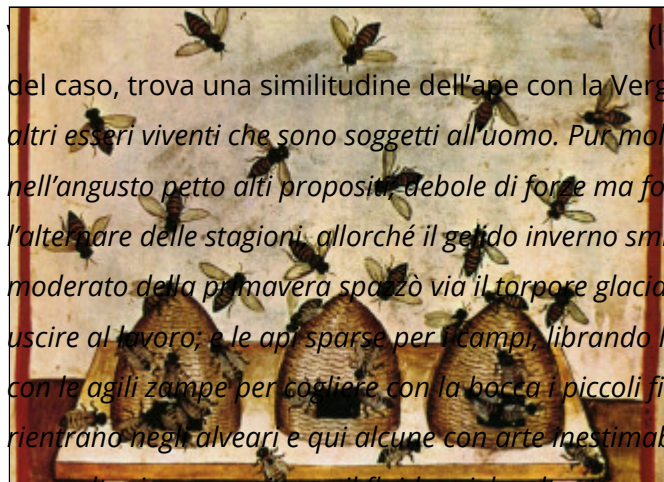 del caso, trova una similitudine dell'ape con la Verg
altri esseri viventi che sono soggetti all'uomo. Pur mol
nell'angusto petto alti propositi, debole di forze ma fo
l'alternare delle stagioni, allorché il gelido inverno sm
moderato della primavera spazzò via il torpore glacia
uscire al lavoro; e le api sparse per i campi, librando
con le agili zampe per cogliere con la bocca i piccoli fi
rientrano negli alveari e qui alcune con arte inestimab